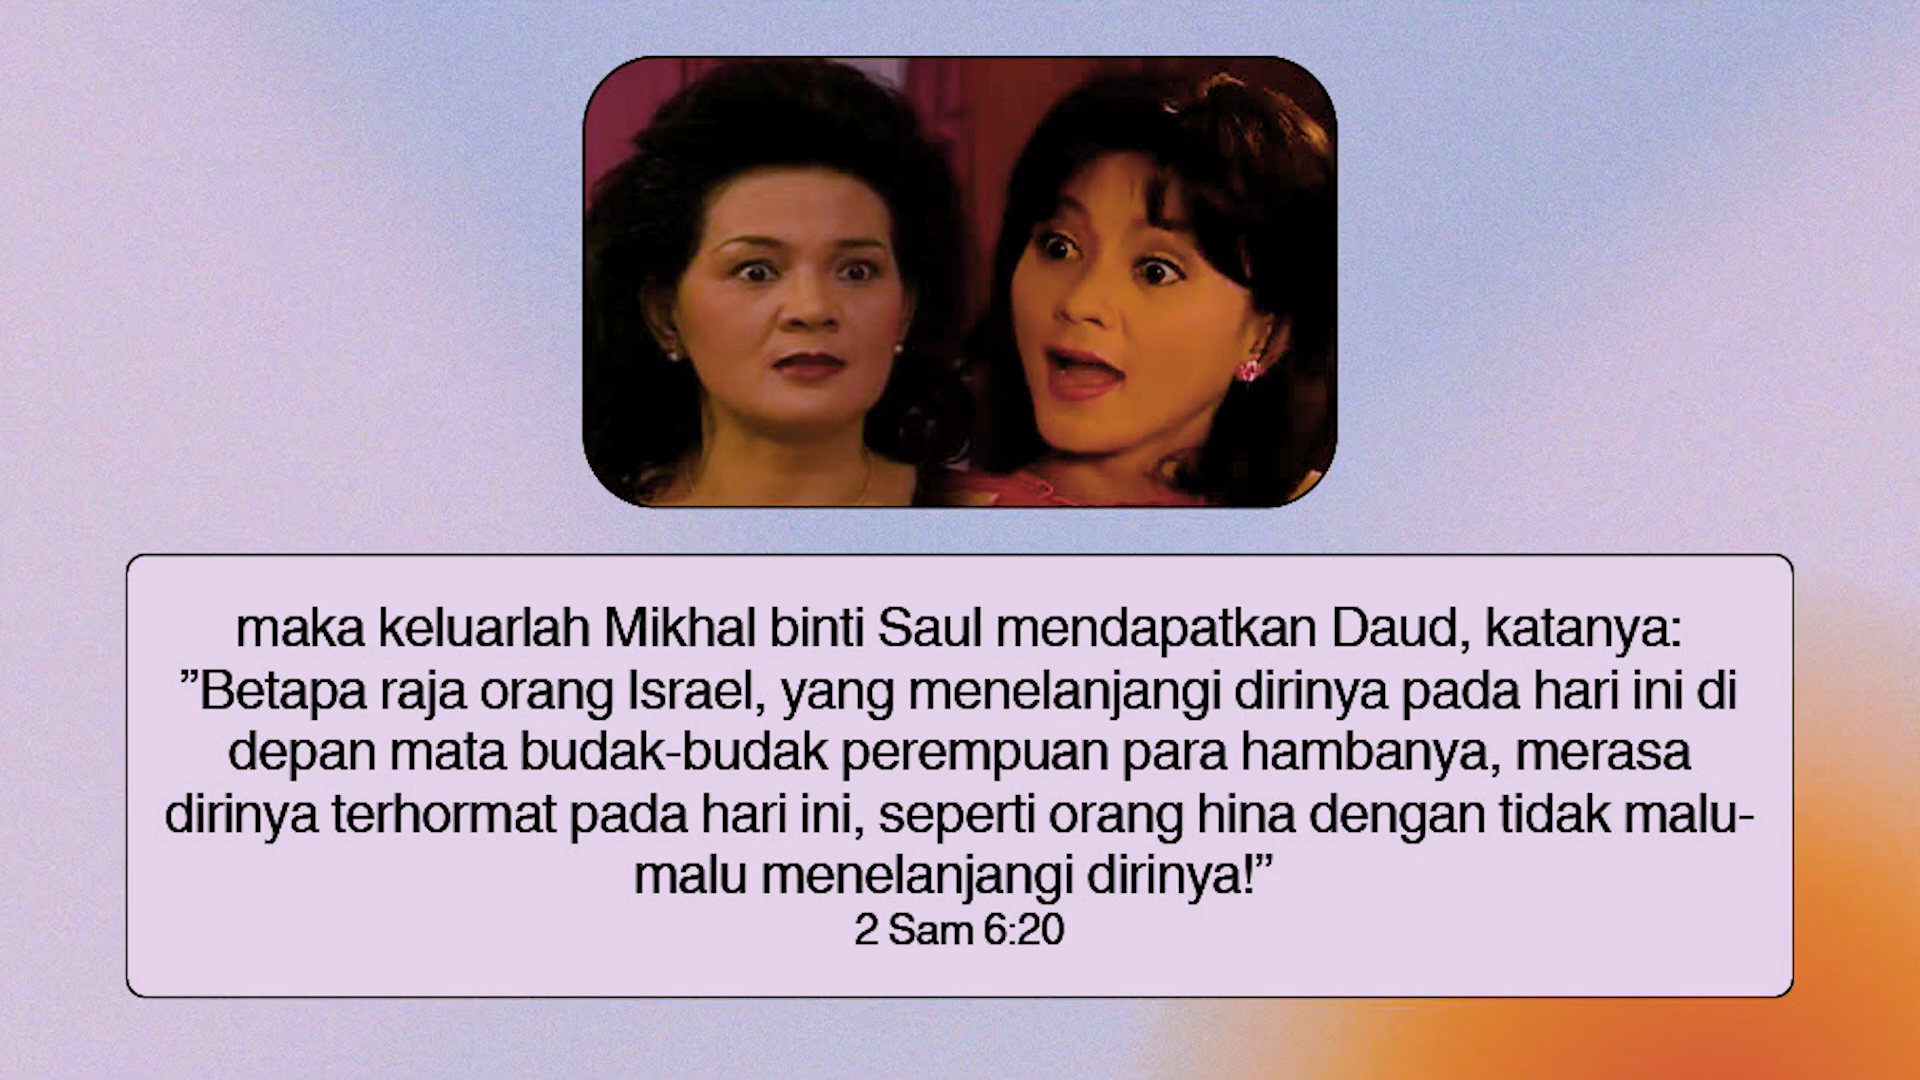 maka keluarlah Mikhal binti Saul mendapatkan Daud, katanya:
”Betapa raja orang Israel, yang menelanjangi dirinya pada hari ini di
depan mata budak-budak perempuan para hambanya, merasa
dirinya terhormat pada hari ini, seperti orang hina dengan tidak malu-
malu menelanjangi dirinya!”
2 Sam 6:20